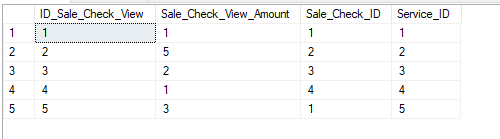 ID_Sale_Check_View Sale_Check_View_Amount Sale_Check_ID Service_ID
1 1 1 1 1
2 2 5 2 2
3 3 2 3 3
4 4 1 4 4
5 5 3 1 5